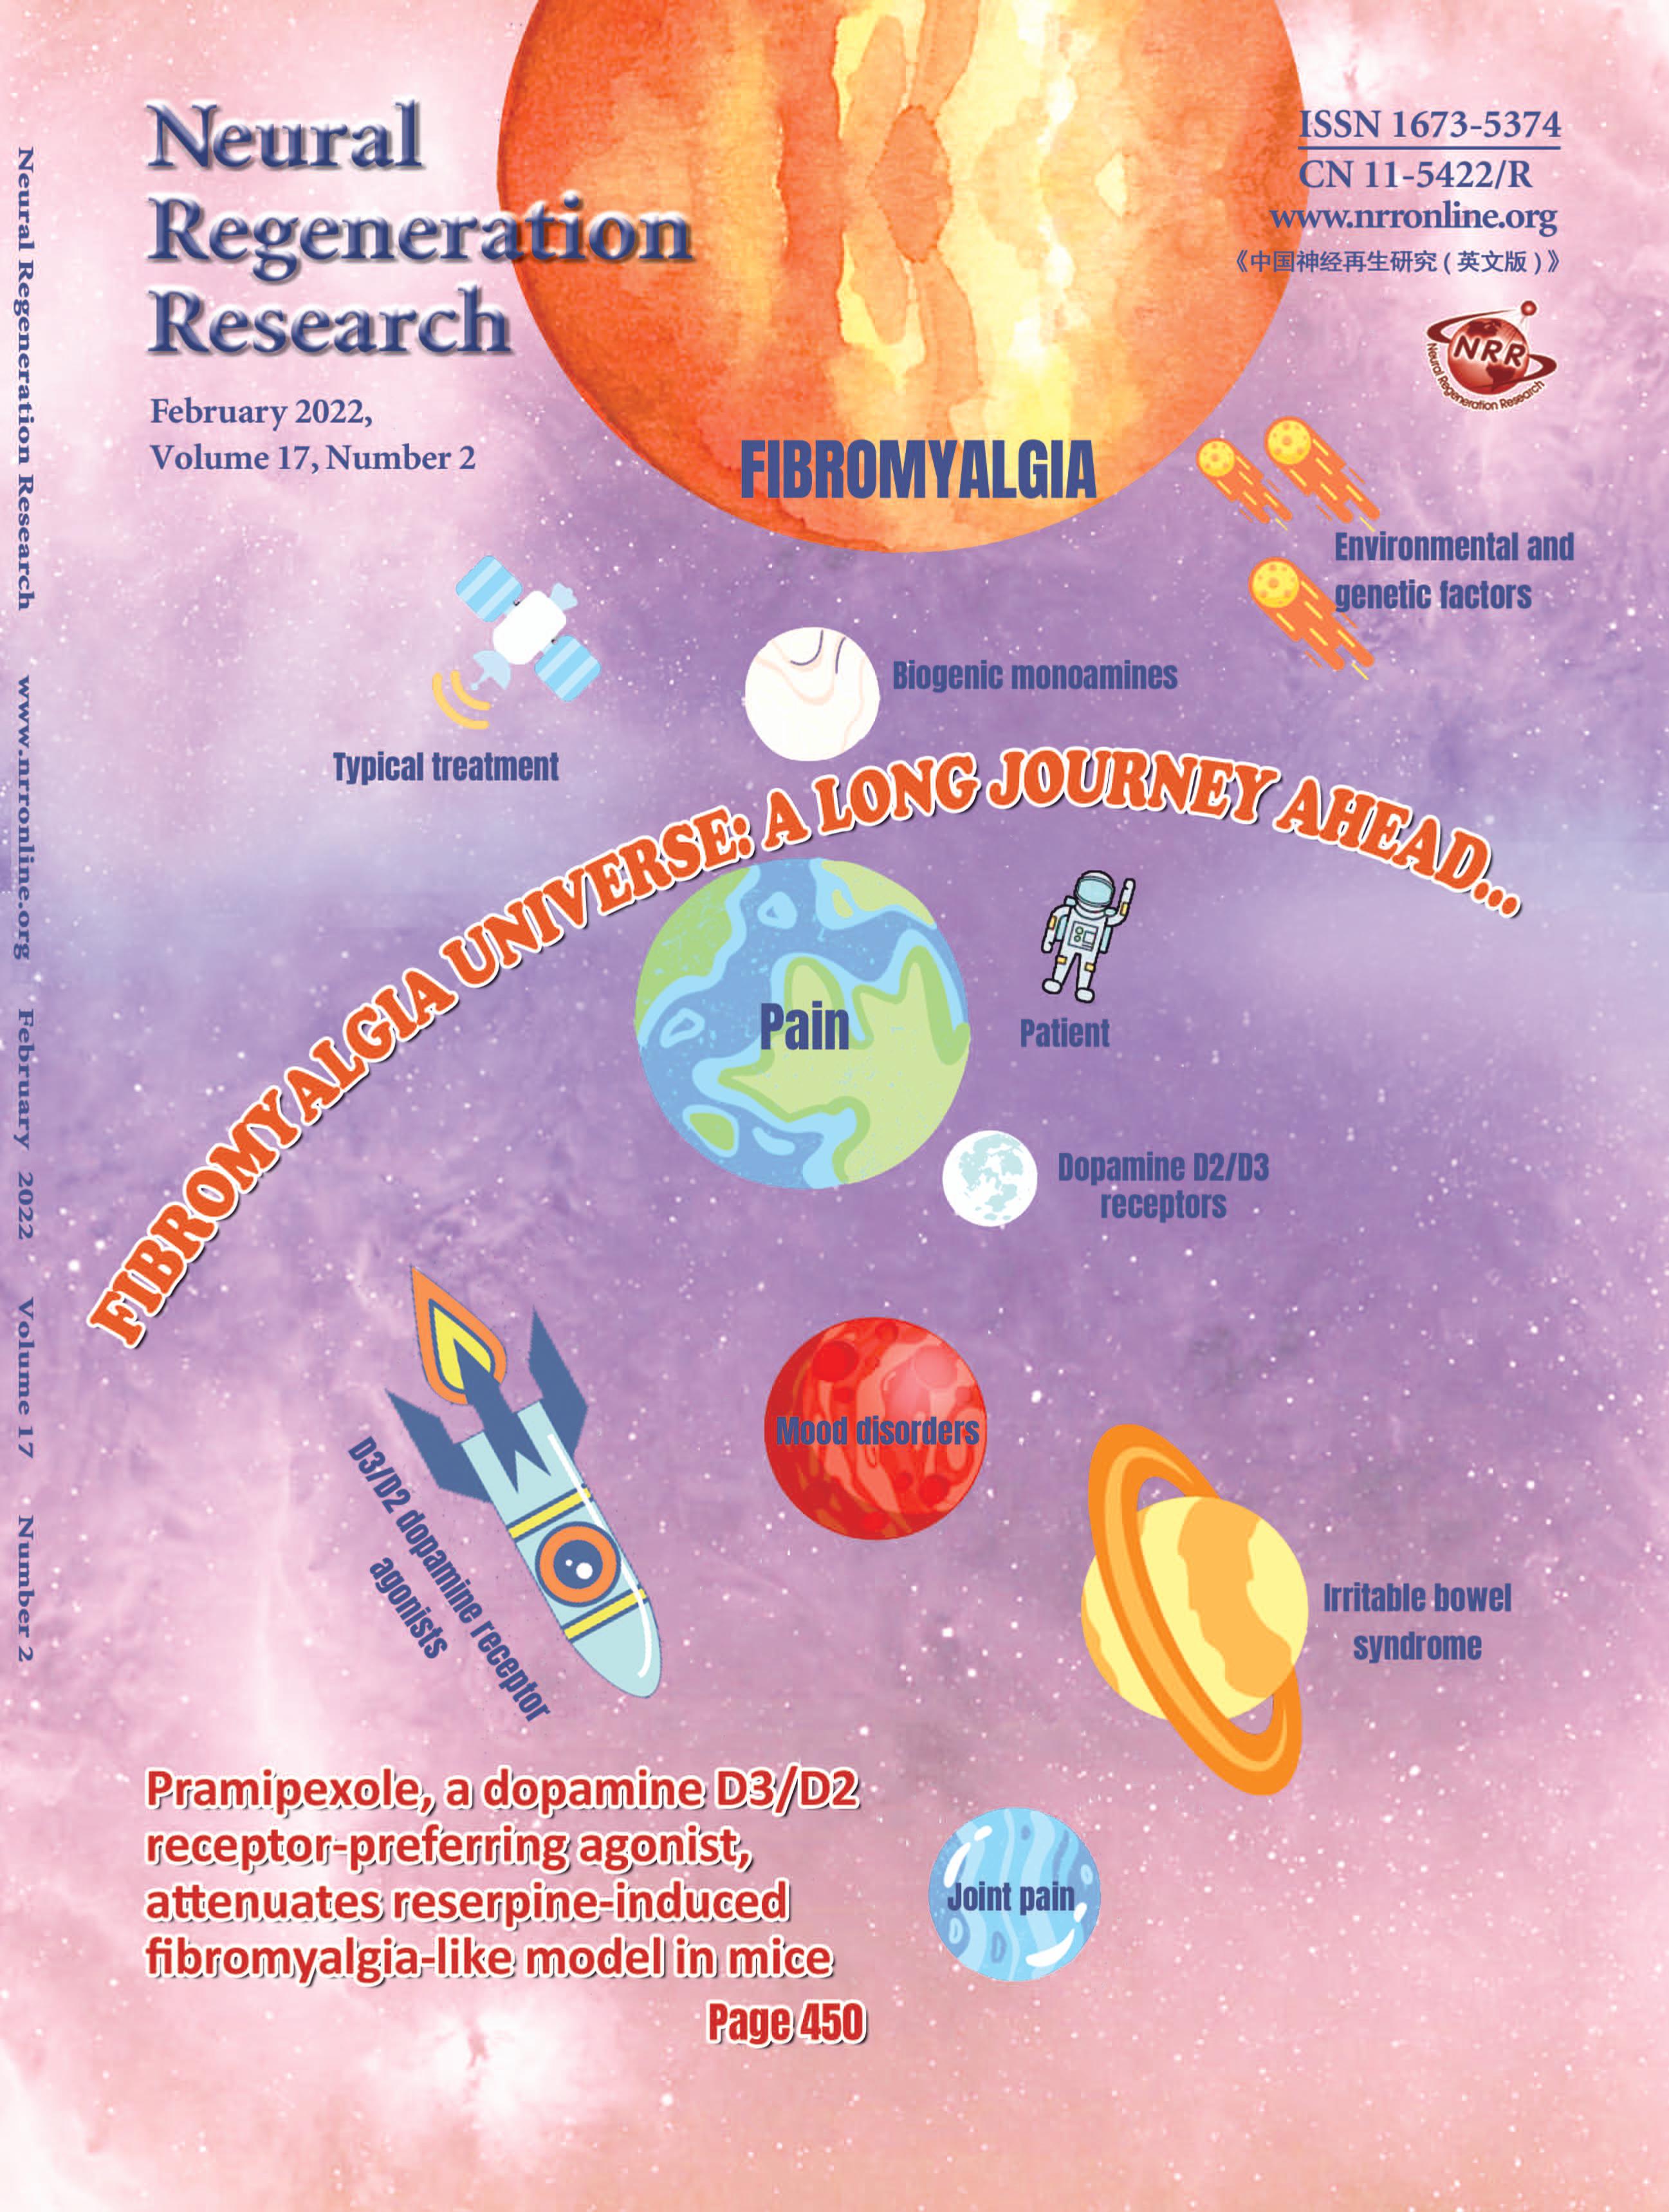 Neural
Regeneration
Research
February 2022,
Volume 17, Number 2
ISSN 1673-5374
CN 11-5422/R
www.nrronline.org
《中国神经再生研究(英文版)》
NRR
Neural Regeneration Research
FIBROMYALGIA
Environmental and
genetic factors
Biogenic monoamines
Typical treatment
FIBROMYALGIA UNIVERSE: A LONG JOURNEY AHEAD...
Pain
Patient
Dopamine D2/D3
receptors
Mood disorders
D3/D2 dopamine receptor
agonists
Irritable bowel
syndrome
Joint pain
Pramipexole, a dopamine D3/D2
receptor-preferring agonist,
attenuates reserpine-induced
fibromyalgia-like model in mice
Page 450
Neural Regeneration Research www.nrronline.org February 2022 Volume 17 Number 2